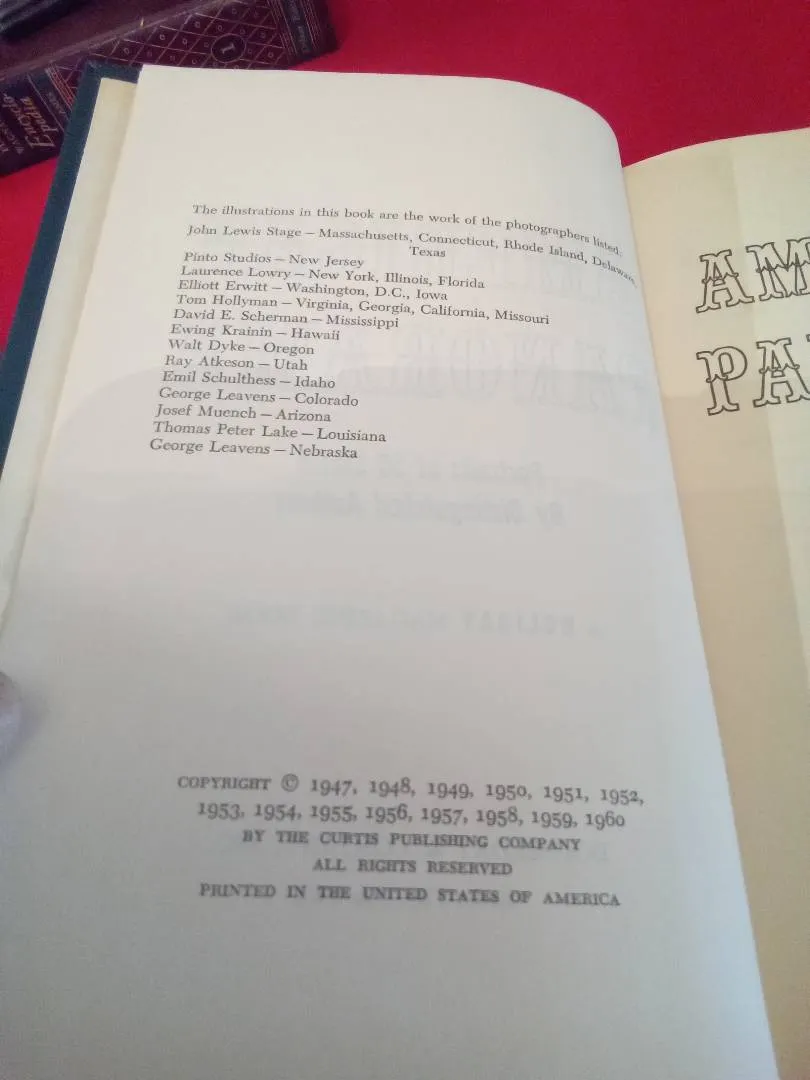 1
Encyclo-
pedia
The illustrations in this book are the work of the photographers listed:
John Lewis Stage – Massachusetts, Connecticut, Rhode Island, Delaware,
Texas
Pinto Studios – New Jersey
Laurence Lowry – New York, Illinois, Florida
Elliott Erwitt – Washington, D.C., Iowa
Tom Hollyman – Virginia, Georgia, California, Missouri
David E. Scherman – Mississippi
Ewing Krainin – Hawaii
Walt Dyke – Oregon
Ray Atkeson – Utah
Emil Schulthess – Idaho
George Leavens – Colorado
Josef Muench – Arizona
Thomas Peter Lake – Louisiana
George Leavens – Nebraska
COPYRIGHT © 1947, 1948, 1949, 1950, 1951, 1952,
1953, 1954, 1955, 1956, 1957, 1958, 1959, 1960
BY THE CURTIS PUBLISHING COMPANY
ALL RIGHTS RESERVED
PRINTED IN THE UNITED STATES OF AMERICA
AM
PA